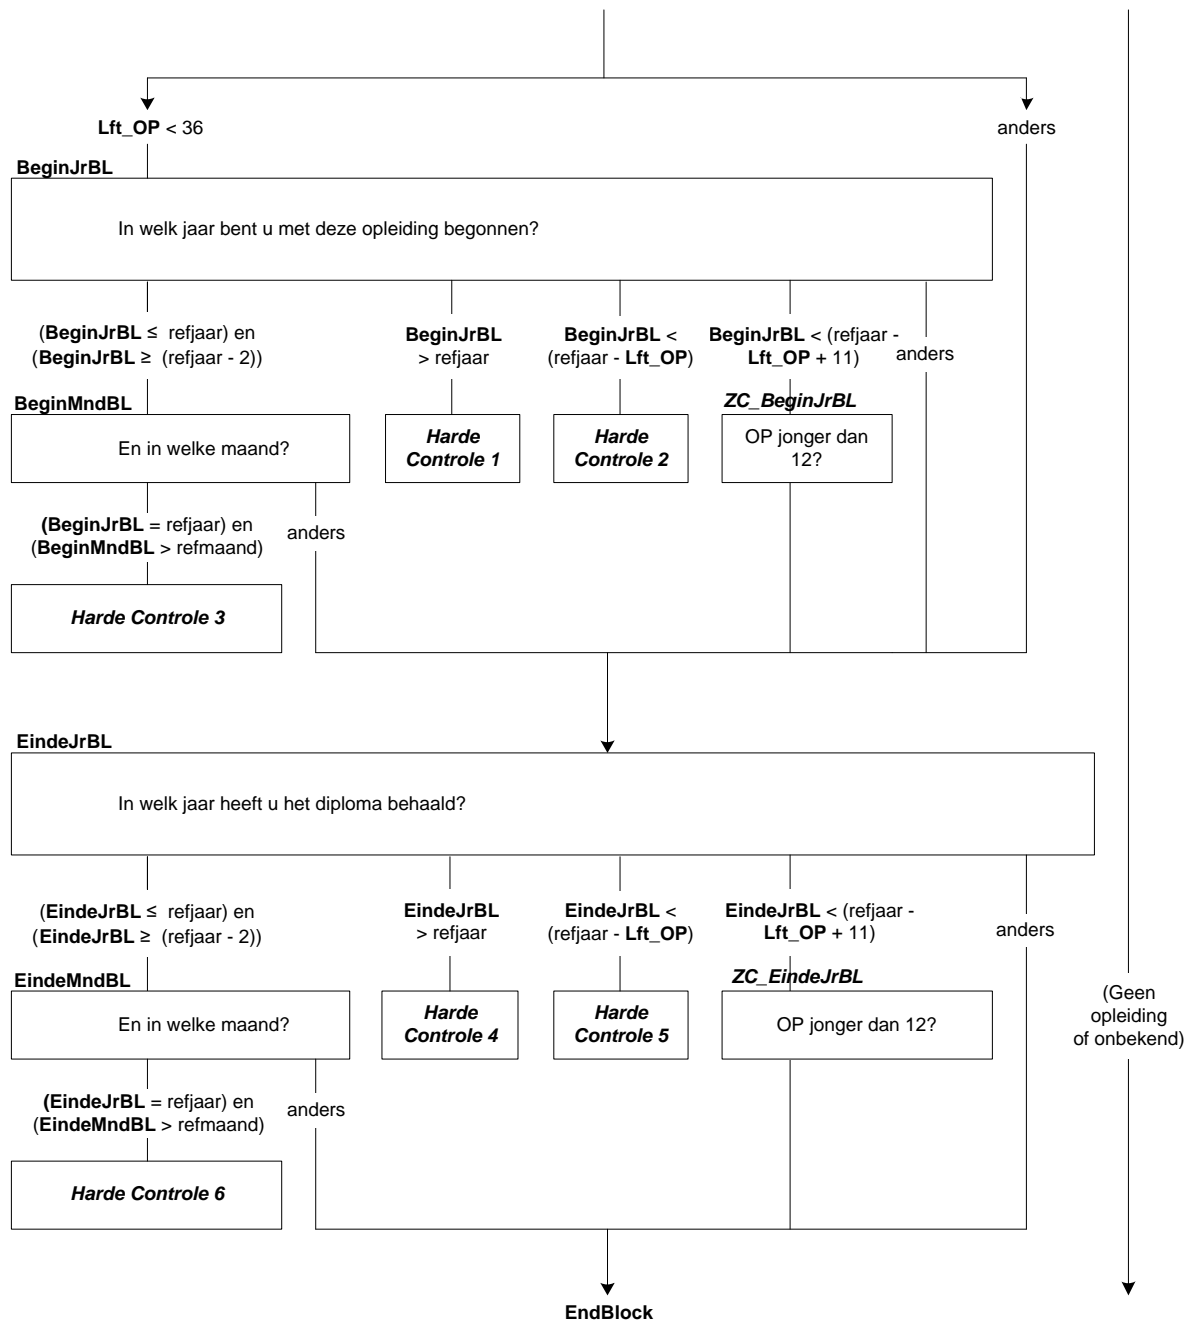 Lft_OP < 36
anders
BeginJrBL
In welk jaar bent u met deze opleiding begonnen?
(BeginJrBL ≤ refjaar) en
(BeginJrBL ≥ (refjaar - 2))
BeginJrBL
> refjaar
BeginJrBL <
(refjaar - Lft_OP)
BeginJrBL < (refjaar -
Lft_OP + 11)
anders
BeginMndBL
En in welke maand?
Harde
Controle 1
Harde
Controle 2
ZC_BeginJrBL
OP jonger dan
12?
(BeginJrBL = refjaar) en
(BeginMndBL > refmaand)
anders
Harde Controle 3
EindeJrBL
In welk jaar heeft u het diploma behaald?
(EindeJrBL ≤ refjaar) en
(EindeJrBL ≥ (refjaar - 2))
EindeJrBL
> refjaar
EindeJrBL <
(refjaar - Lft_OP)
EindeJrBL < (refjaar -
Lft_OP + 11)
anders
EindeMndBL
En in welke maand?
Harde
Controle 4
Harde
Controle 5
ZC_EindeJrBL
OP jonger dan 12?
(Geen
opleiding
of onbekend)
(EindeJrBL = refjaar) en
(EindeMndBL > refmaand)
anders
Harde Controle 6
EndBlock